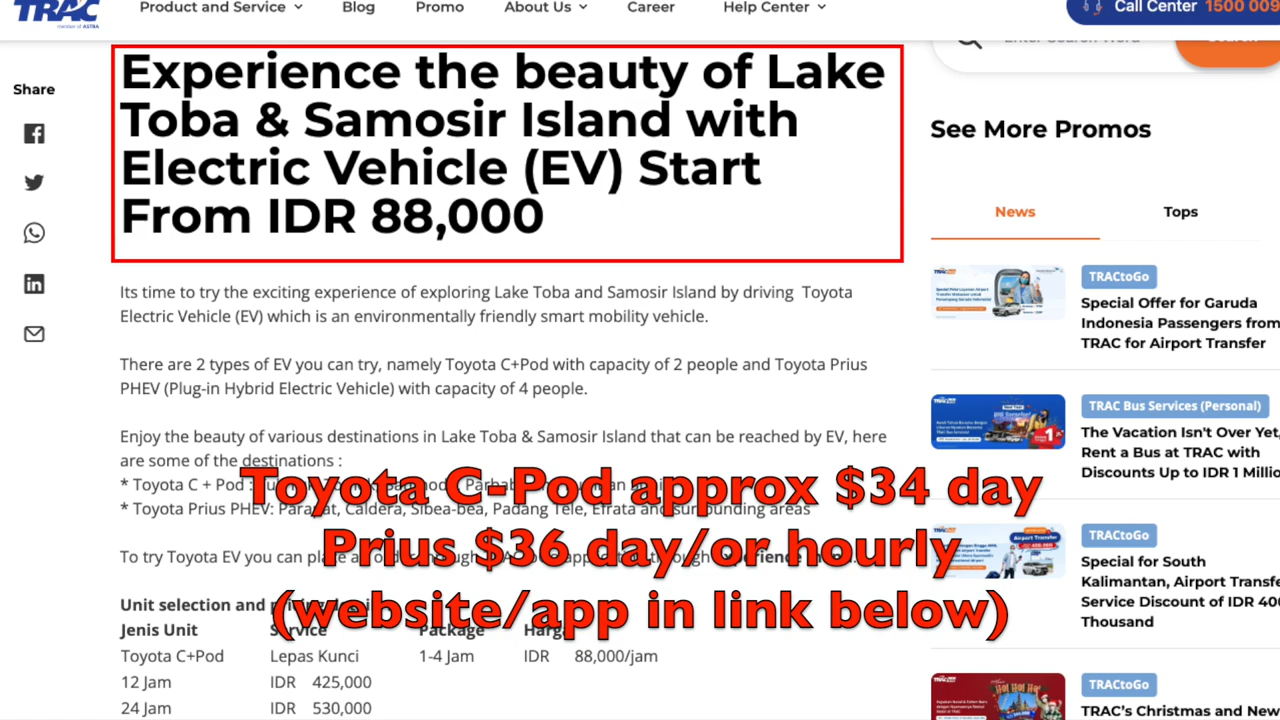 TRAC
member of ASTRA
Product and Service
Blog
Promo
About Us
Career
Help Center
Call Center 1500 009
Enter Search Word
Search
Share
Experience the beauty of Lake
Toba & Samosir Island with
Electric Vehicle (EV) Start
From IDR 88,000
Its time to try the exciting experience of exploring Lake Toba and Samosir Island by driving Toyota
Electric Vehicle (EV) which is an environmentally friendly smart mobility vehicle.
There are 2 types of EV you can try, namely Toyota C+Pod with capacity of 2 people and Toyota Prius
PHEV (Plug-in Hybrid Electric Vehicle) with capacity of 4 people.
Enjoy the beauty of various destinations in Lake Toba & Samosir Island that can be reached by EV, here
are some of the destinations :
* Toyota C + Pod :
* Toyota Prius PHEV: Parapat, Caldera, Sibea-bea, Padang Tele, Efrata and surrounding areas
To try Toyota EV you can
Toyota C-Pod approx $34 day
Prius $36 day/or hourly
(website/app in link below)
Unit selection and
Jenis Unit
Service
Package
Harga
Toyota C+Pod
Lepas Kunci
1-4 Jam
IDR 88,000/jam
12 Jam
IDR 425,000
24 Jam
IDR 530,000
See More Promos
News
Tops
TRACtoGo
Special Offer for Garuda
Indonesia Passengers from
TRAC for Airport Transfer
TRAC Bus Services (Personal)
The Vacation Isn't Over Yet,
Rent a Bus at TRAC with
Discounts Up to IDR 1
TRACtoGo
Special for South
Kalimantan, Airport
Service Discount of IDR
Thousand
TRACtoGo
TRAC's Christmas and New